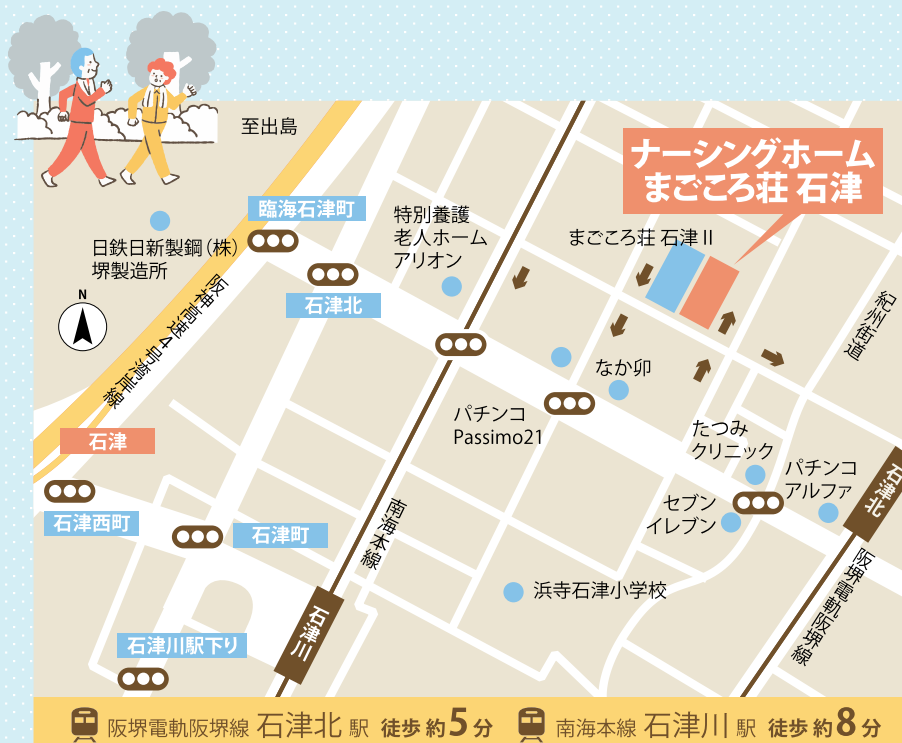 至出島
ナーシングホーム
まごころ荘 石津
臨海石津町
特別養護
老人ホーム
アリオン
まごころ荘 石津Ⅱ
日鉄日新製鋼(株)
堺製造所
石津北
N
阪神高速4号湾岸線
紀州街道
なか卯
パチンコ
Passimo21
石津
たつみ
クリニック
パチンコ
アルファ
石津北
セブン
イレブン
石津西町
石津町
南海本線
阪堺電軌阪堺線
浜寺石津小学校
石津川
石津川駅下り
阪堺電軌阪堺線 石津北 駅 徒歩 約5分
南海本線 石津川 駅 徒歩 約8分